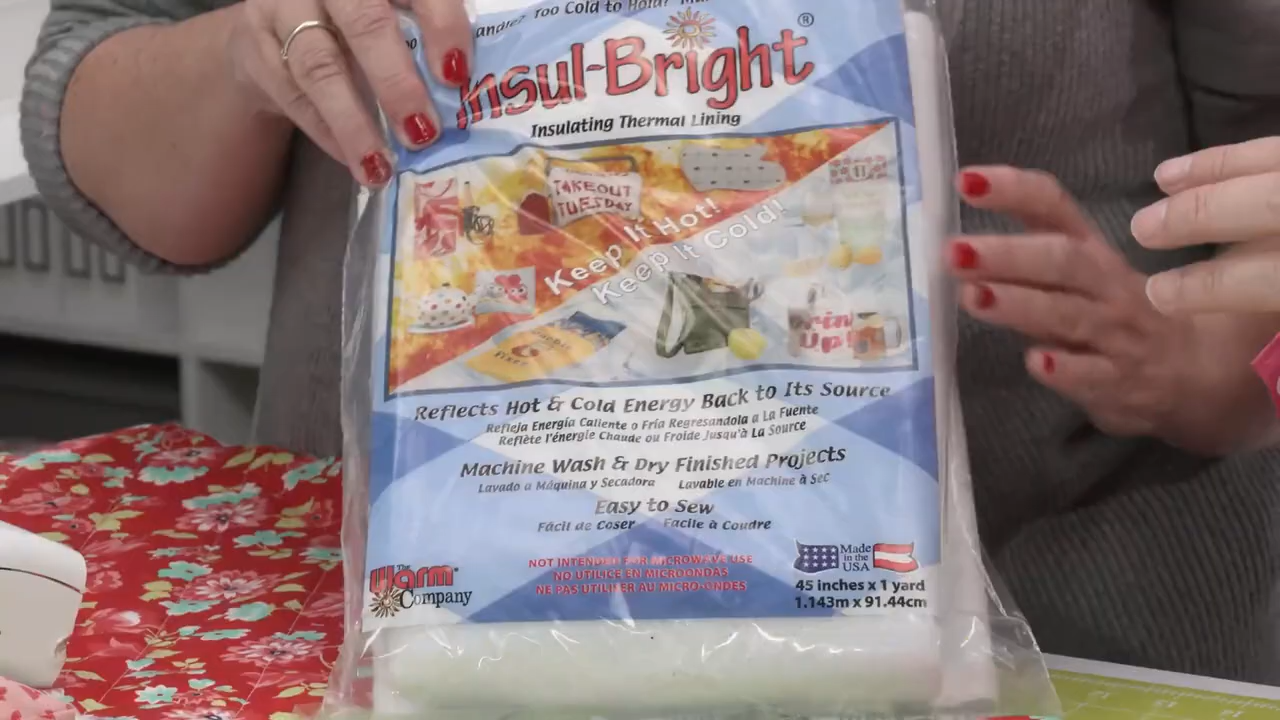 Too Cold to Hold?
Insul-Bright®
Insulating Thermal Lining
TAKEOUT
TUESDAY
Keep It Hot!
Keep It Cold!
Reflects Hot & Cold Energy Back to Its Source
Refleja Energía Caliente o Fría Regresandola a La Fuente
Reflète l'énergie Chaude ou Froide Jusqu'à La Source
Machine Wash & Dry Finished Projects
Lavado a Máquina y Secadora Lavable en Machine à Sec
Easy to Sew
Fácil de Coser Facile à Coudre
NOT INTENDED FOR MICROWAVE USE
NO UTILICE EN MICROONDAS
NE PAS UTILISER AU MICRO-ONDES
The Warm™ Company
Made in the USA
45 inches x 1 yard
1.143m x 91.44cm